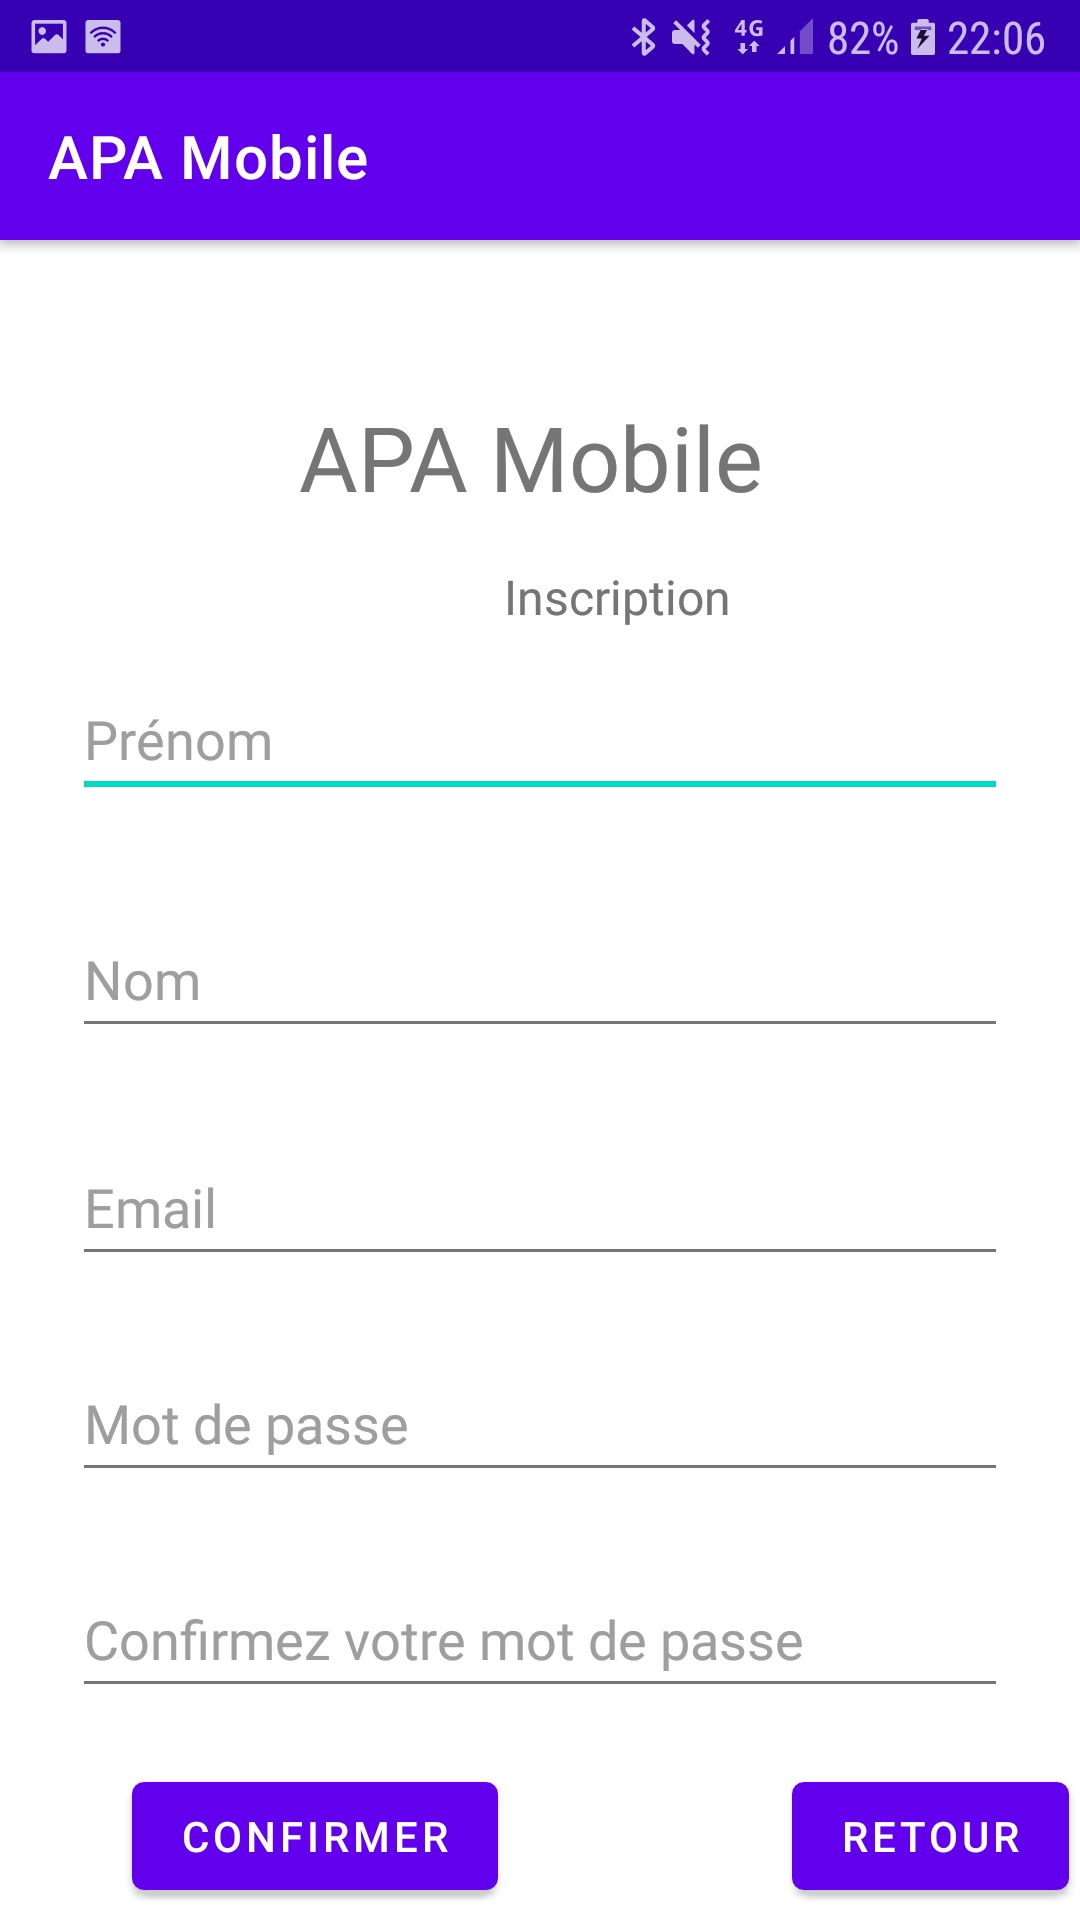 4G 82% 22:06
APA Mobile
APA Mobile
Inscription
Prénom
Nom
Email
Mot de passe
Confirmez votre mot de passe
CONFIRMER RETOUR